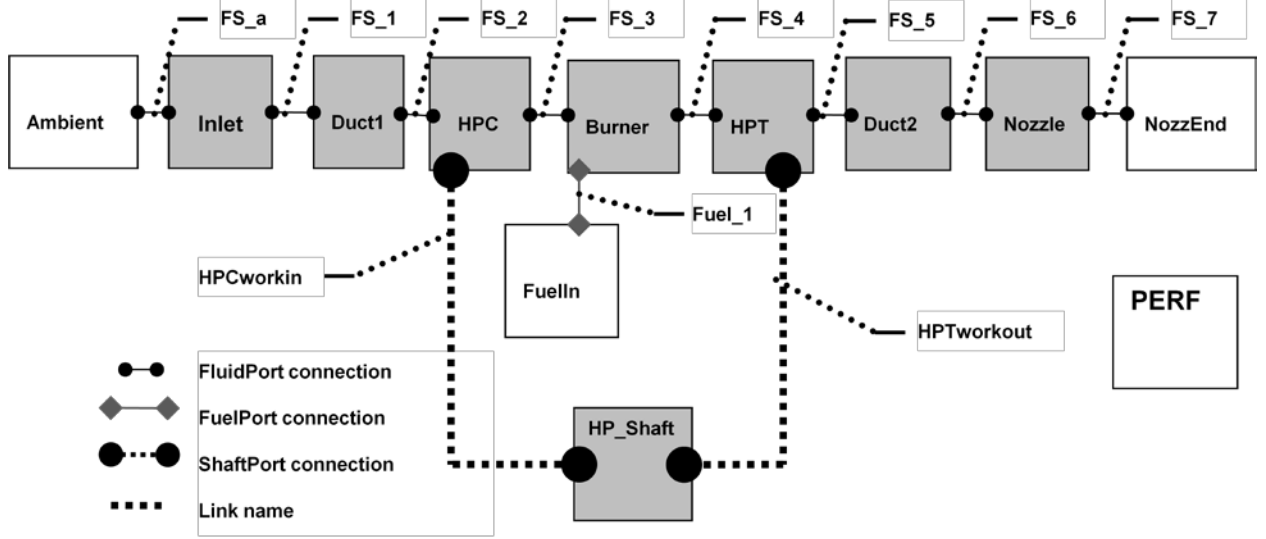 FS_a
FS_1
FS_2
FS_3
FS_4
FS_5
FS_6
FS_7
Ambient
Inlet
Duct1
HPC
Burner
HPT
Duct2
Nozzle
NozzEnd
Fuel_1
HPCworkin
FuelIn
PERF
HPTworkout
FluidPort connection
FuelPort connection
HP_Shaft
ShaftPort connection
Link name